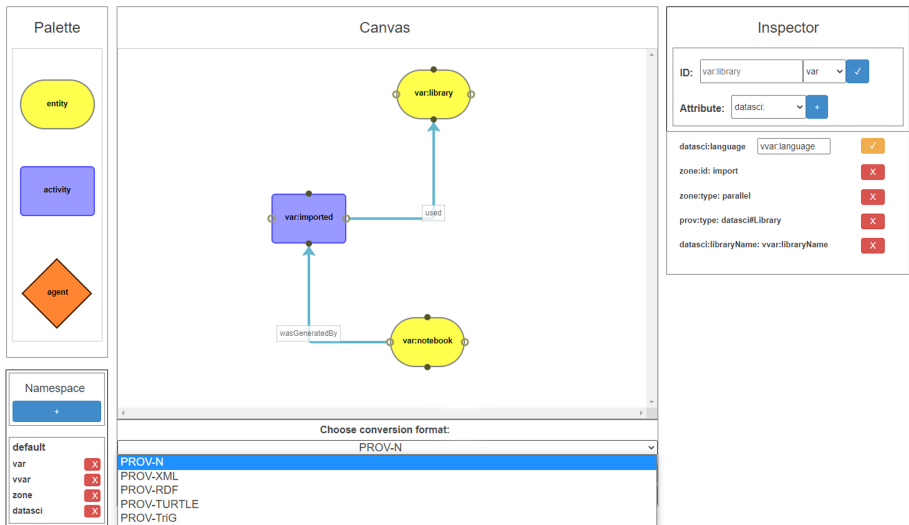 Palette
entity
activity
agent
Namespace
+
default
var X
vvar X
zone X
datasci X
Canvas
var:library
used
var:imported
wasGeneratedBy
var:notebook
Choose conversion format:
PROV-N
PROV-N
PROV-XML
PROV-RDF
PROV-TURTLE
PROV-TriG
Inspector
ID: var:library var ✓
Attribute: datasci: +
datasci:language vvar:language ✓
zone:id: import X
zone:type: parallel X
prov:type: datasci#Library X
datasci:libraryName: vvar:libraryName X